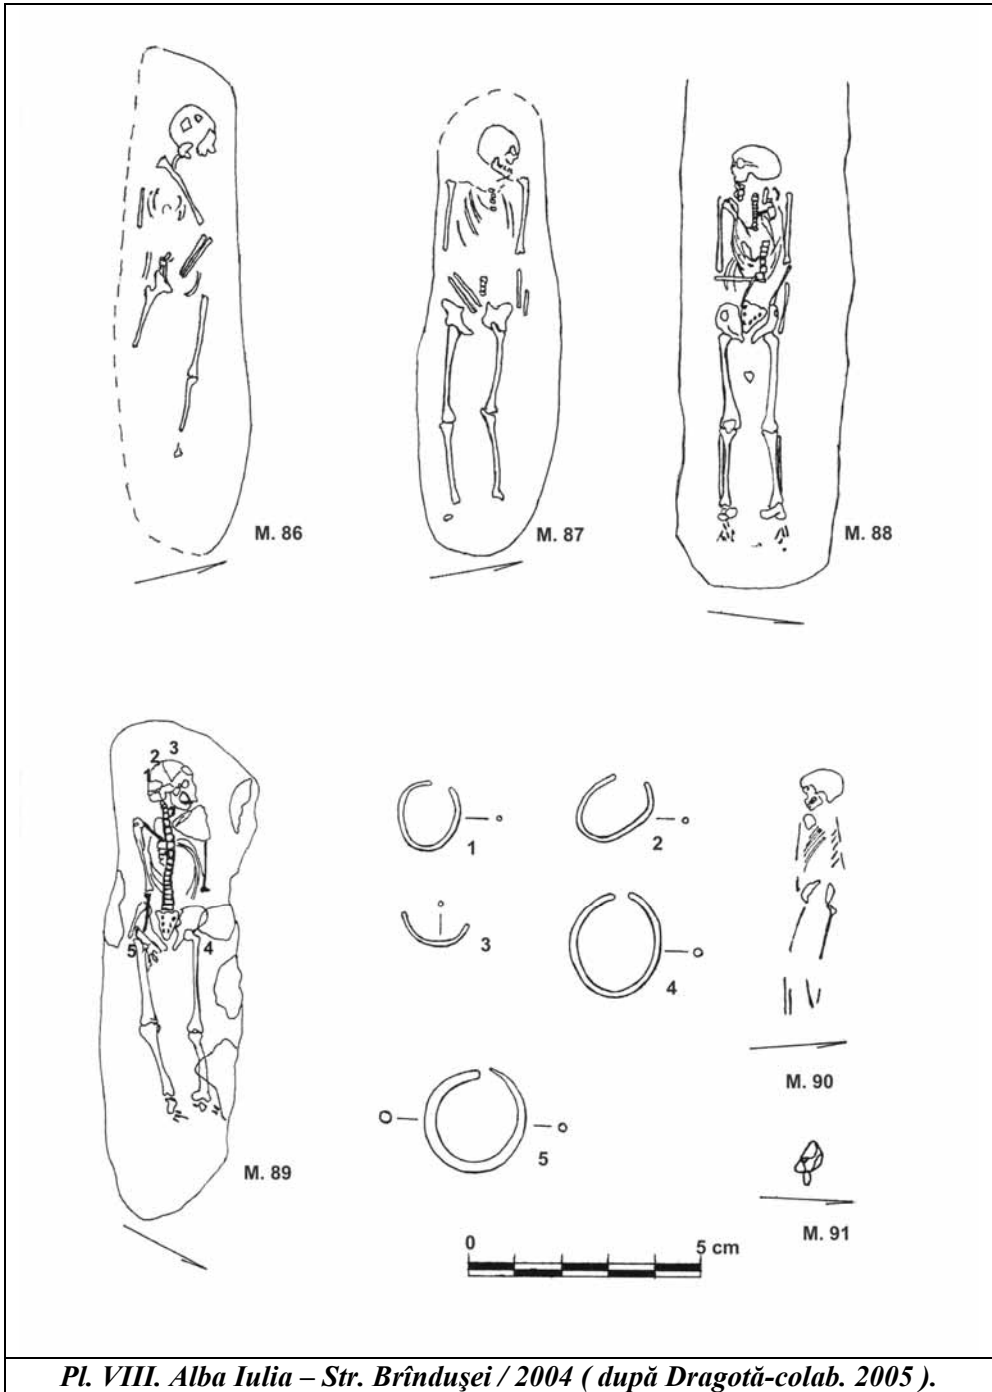 M. 86
M. 87
M. 88
1
2
3
5
4
M. 89
1
2
3
4
5
M. 90
M. 91
0 5 cm
Pl. VIII. Alba Iulia – Str. Brînduşei / 2004 ( după Dragotă-colab. 2005 ).